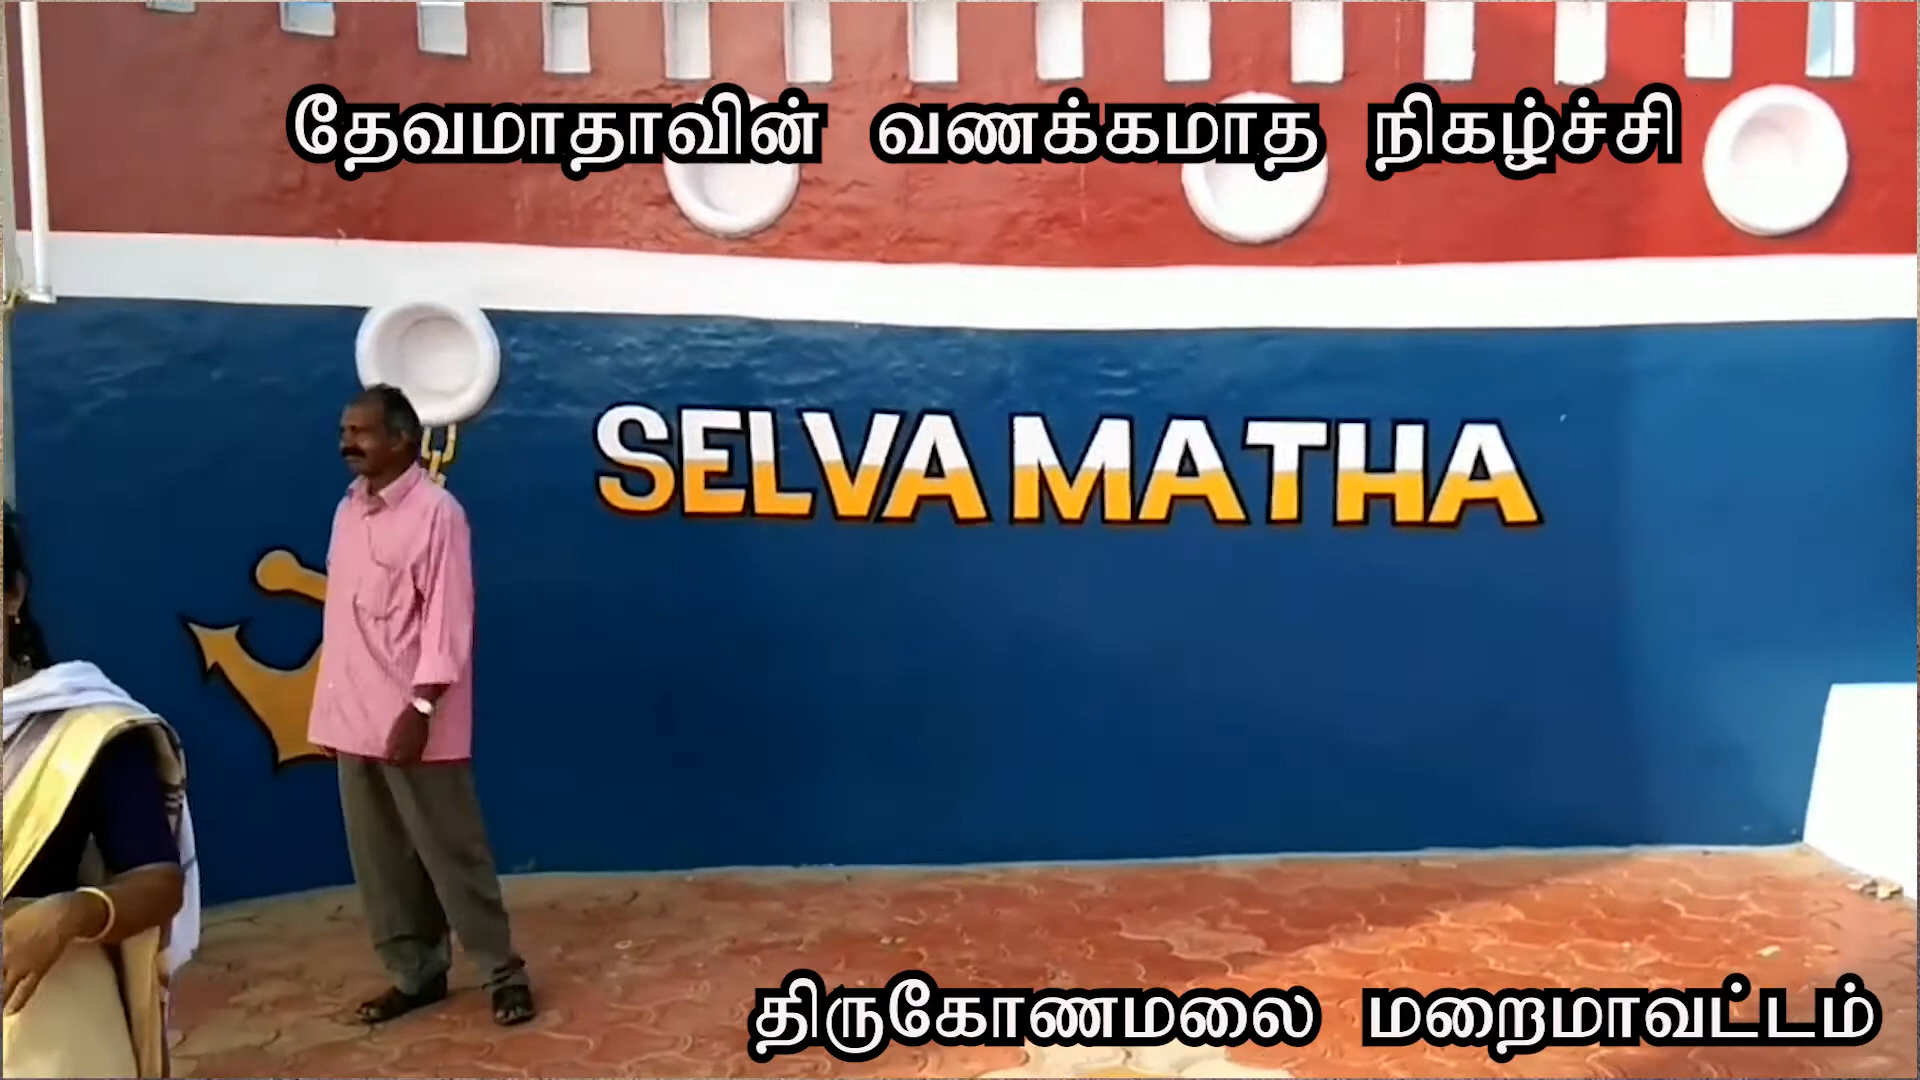 தேவமாதாவின் வணக்கமாத நிகழ்ச்சி
SELVA MATHA
திருகோணமலை மறைமாவட்டம்